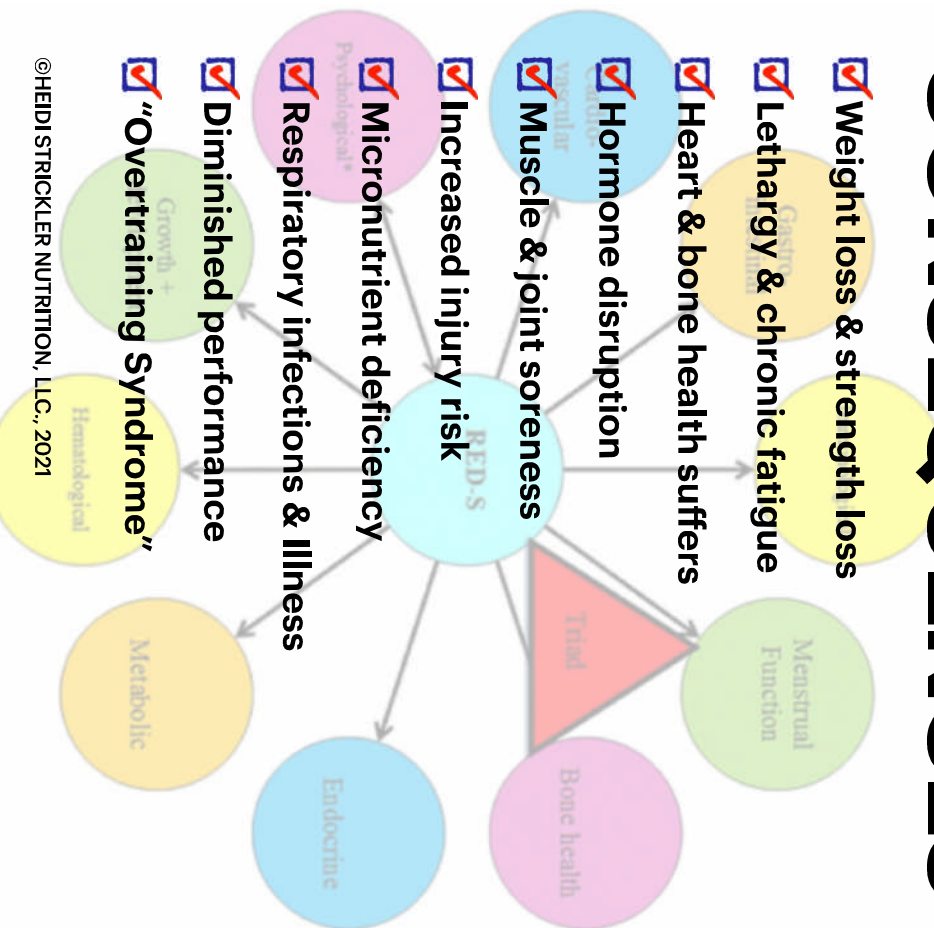 Weight loss & strength loss
Lethargy & chronic fatigue
Heart & bone health suffers
Hormone disruption
Muscle & joint soreness
Increased injury risk
Micronutrient deficiency
Respiratory infections & Illness
Diminished performance
“Overtraining Syndrome”
©HEIDI STRICKLER NUTRITION, LLC., 2021
Menstrual
Function
Gastro-
Bone health
Triad
Cardio-
vascular
RED-S
Psychological*
Endocrine
Growth +
Metabolic
Hematological